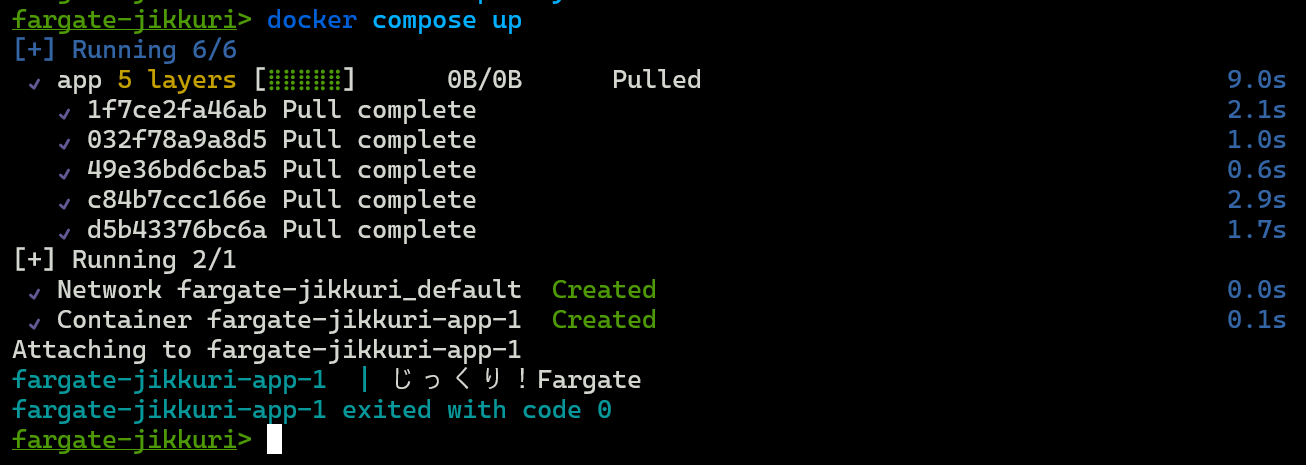 fargate-jikkuri> docker compose up
[+] Running 6/6
✓ app 5 layers [⣿⣿⣿⣿⣿] 0B/0B Pulled 9.0s
✓ 1f7ce2fa46ab Pull complete 2.1s
✓ 032f78a9a8d5 Pull complete 1.0s
✓ 49e36bd6cba5 Pull complete 0.6s
✓ c84b7ccc166e Pull complete 2.9s
✓ d5b43376bc6a Pull complete 1.7s
[+] Running 2/1
✓ Network fargate-jikkuri_default Created 0.0s
✓ Container fargate-jikkuri-app-1 Created 0.1s
Attaching to fargate-jikkuri-app-1
fargate-jikkuri-app-1 | じっくり！Fargate
fargate-jikkuri-app-1 exited with code 0
fargate-jikkuri>